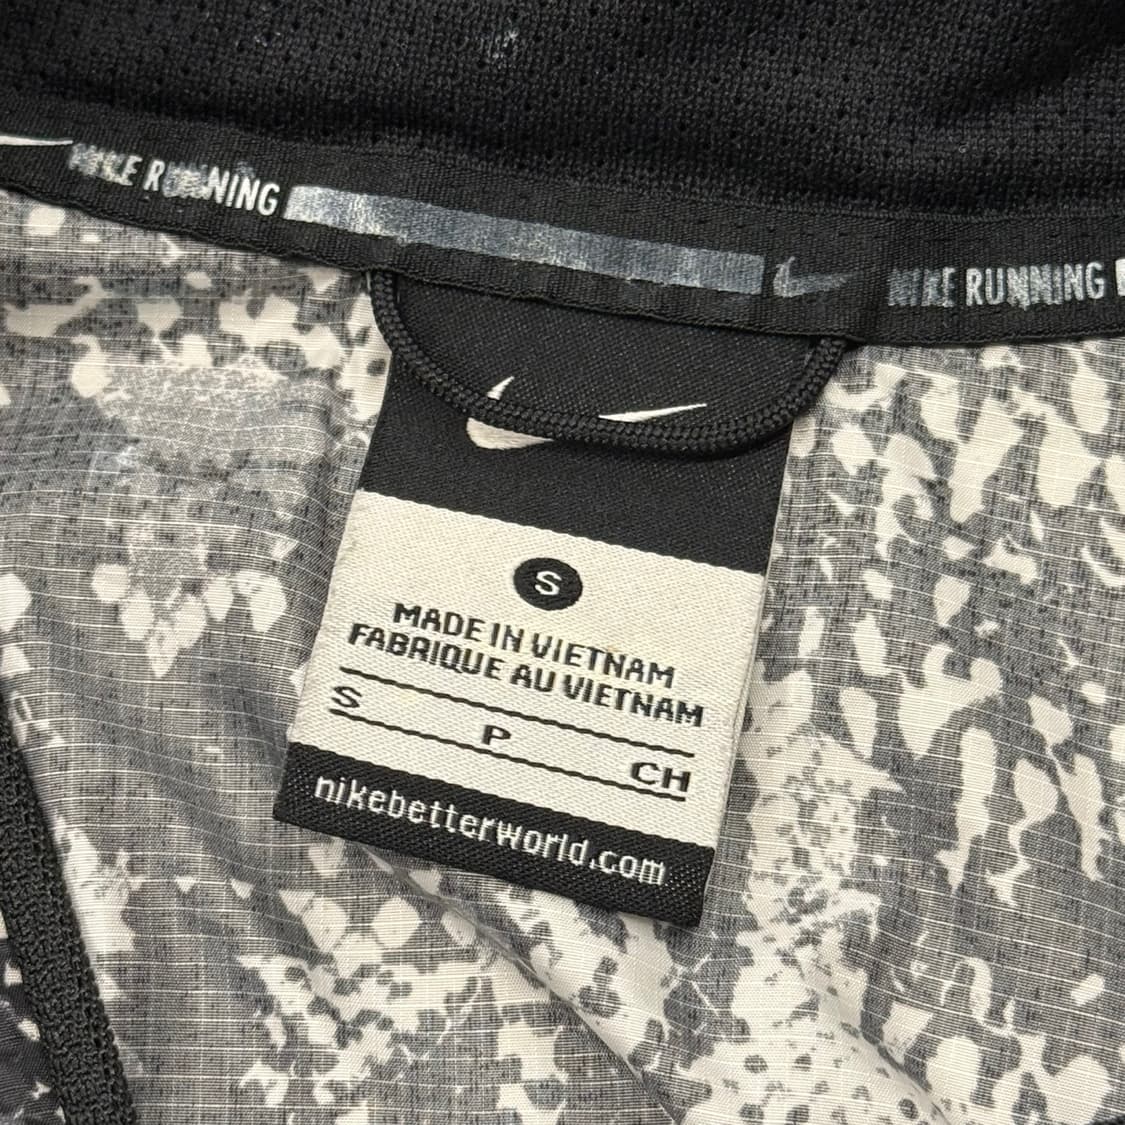 NIKE RUNNING
NIKE RUNNING
S
MADE IN VIETNAM
FABRIQUE AU VIETNAM
S P CH
nikebetterworld.com